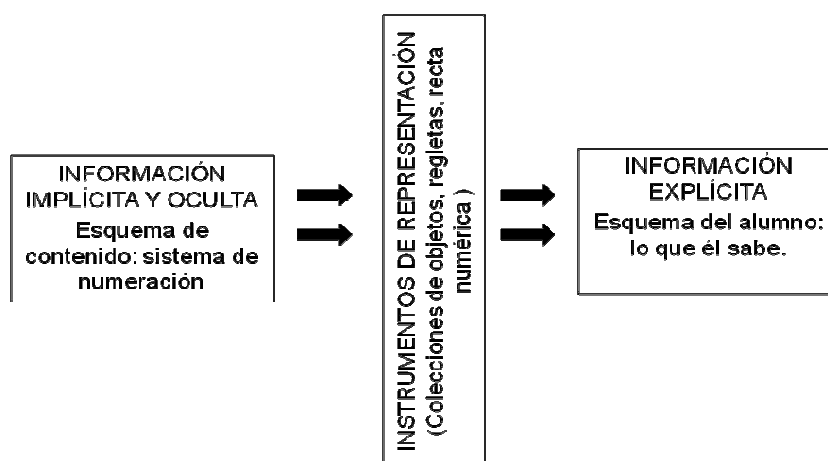 INFORMACIÓN
IMPLÍCITA Y OCULTA
Esquema de
contenido: sistema de
numeración
INSTRUMENTOS DE REPRESENTACIÓN
(Colecciones de objetos, regletas, recta
numérica )
INFORMACIÓN
EXPLÍCITA
Esquema del alumno:
lo que él sabe.